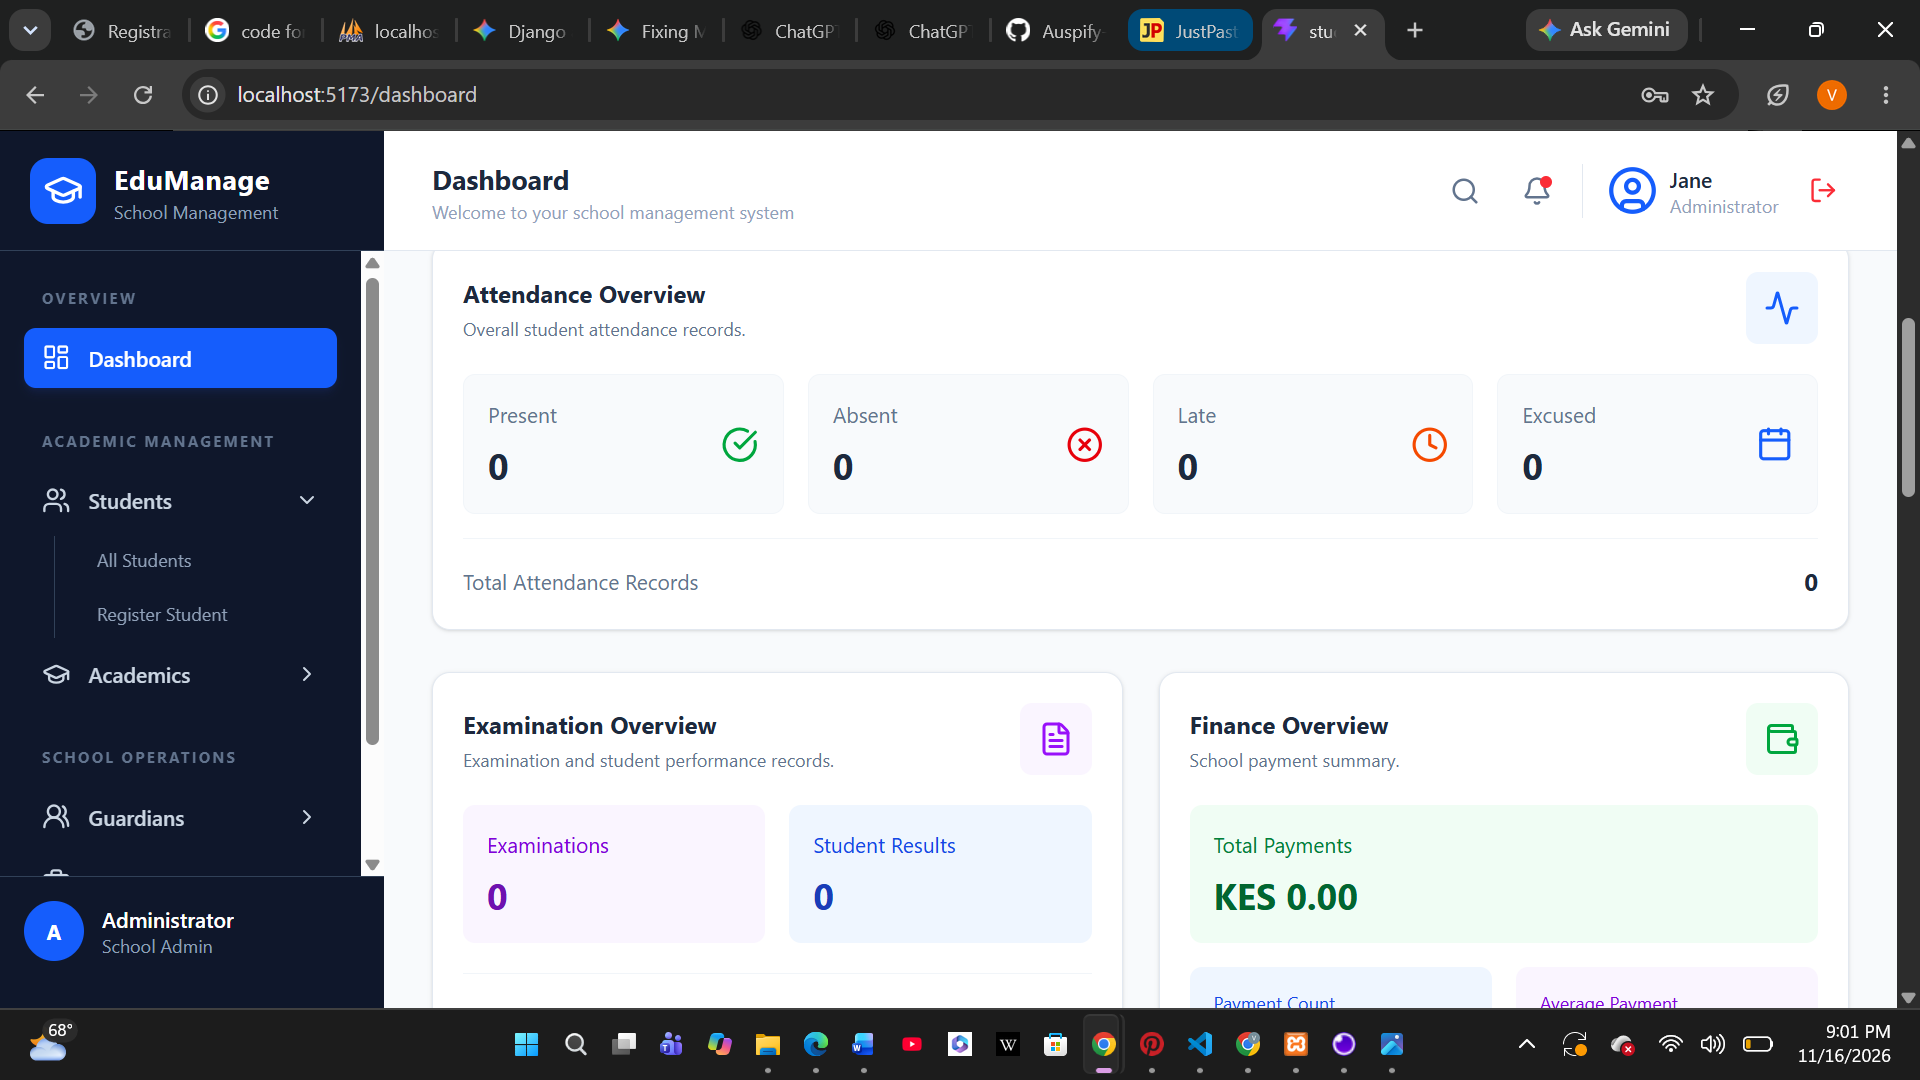 Registra
code for
localhos
Django
Fixing M
ChatGP
ChatGPT
Auspify-
JustPast
stu
Ask Gemini
localhost:5173/dashboard
V
EduManage
School Management
OVERVIEW
Dashboard
ACADEMIC MANAGEMENT
Students
All Students
Register Student
Academics
SCHOOL OPERATIONS
Guardians
A
Administrator
School Admin
Dashboard
Welcome to your school management system
Jane
Administrator
Attendance Overview
Overall student attendance records.
Present
0
Absent
0
Late
0
Excused
0
Total Attendance Records
0
Examination Overview
Examination and student performance records.
Examinations
0
Student Results
0
Finance Overview
School payment summary.
Total Payments
KES 0.00
Payment Count
Average Payment
68°
9:01 PM
11/16/2026